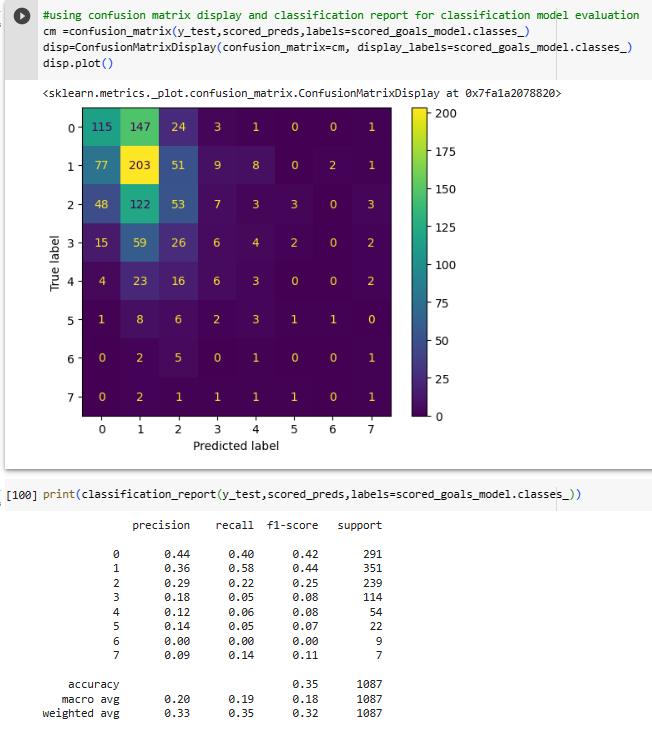 #using confusion matrix display and classification report for classification model evaluation
cm =confusion_matrix(y_test,scored_preds,labels=scored_goals_model.classes_)
disp=ConfusionMatrixDisplay(confusion_matrix=cm, display_labels=scored_goals_model.classes_)
disp.plot()
<sklearn.metrics._plot.confusion_matrix.ConfusionMatrixDisplay at 0x7fa1a2078820>
0 115 147 24 3 1 0 0 1
1 77 203 51 9 8 0 2 1
2 48 122 53 7 3 3 0 3
3 15 59 26 6 4 2 0 2
4 4 23 16 6 3 0 0 2
5 1 8 6 2 3 1 1 0
6 0 2 5 0 1 0 0 1
7 0 2 1 1 1 1 0 1
0 1 2 3 4 5 6 7
Predicted label
True label
200
175
150
125
100
75
50
25
0
[100] print(classification_report(y_test,scored_preds,labels=scored_goals_model.classes_))
precision recall f1-score support
0 0.44 0.40 0.42 291
1 0.36 0.58 0.44 351
2 0.29 0.22 0.25 239
3 0.18 0.05 0.08 114
4 0.12 0.06 0.08 54
5 0.14 0.05 0.07 22
6 0.00 0.00 0.00 9
7 0.09 0.14 0.11 7
accuracy 0.35 1087
macro avg 0.20 0.19 0.18 1087
weighted avg 0.33 0.35 0.32 1087